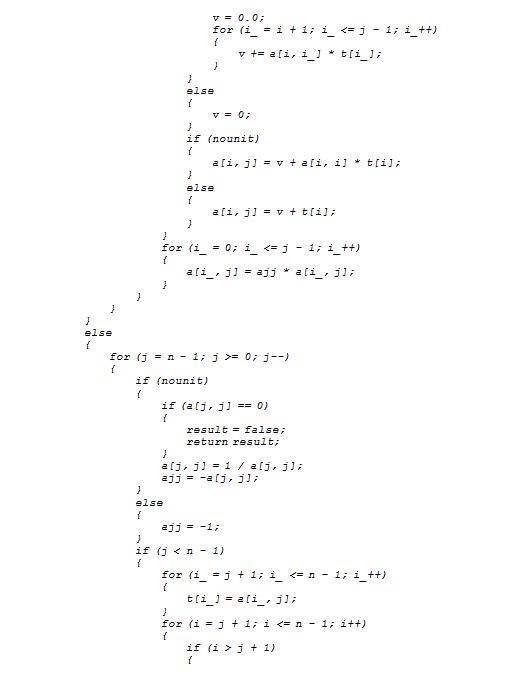 v = 0.0;
for (i_ = i + 1; i_ <= j - 1; i_++)
{
v += a[i, i_] * t[i_];
}
}
else
{
v = 0;
}
if (nounit)
{
a[i, j] = v + a[i, i] * t[i];
}
else
{
a[i, j] = v + t[i];
}
}
for (i_ = 0; i_ <= j - 1; i_++)
{
a[i_, j] = ajj * a[i_, j];
}
}
}
}
else
{
for (j = n - 1; j >= 0; j--)
{
if (nounit)
{
if (a[j, j] == 0)
{
result = false;
return result;
}
a[j, j] = 1 / a[j, j];
ajj = -a[j, j];
}
else
{
ajj = -1;
}
if (j < n - 1)
{
for (i_ = j + 1; i_ <= n - 1; i_++)
{
t[i_] = a[i_, j];
}
for (i = j + 1; i <= n - 1; i++)
{
if (i > j + 1)
{